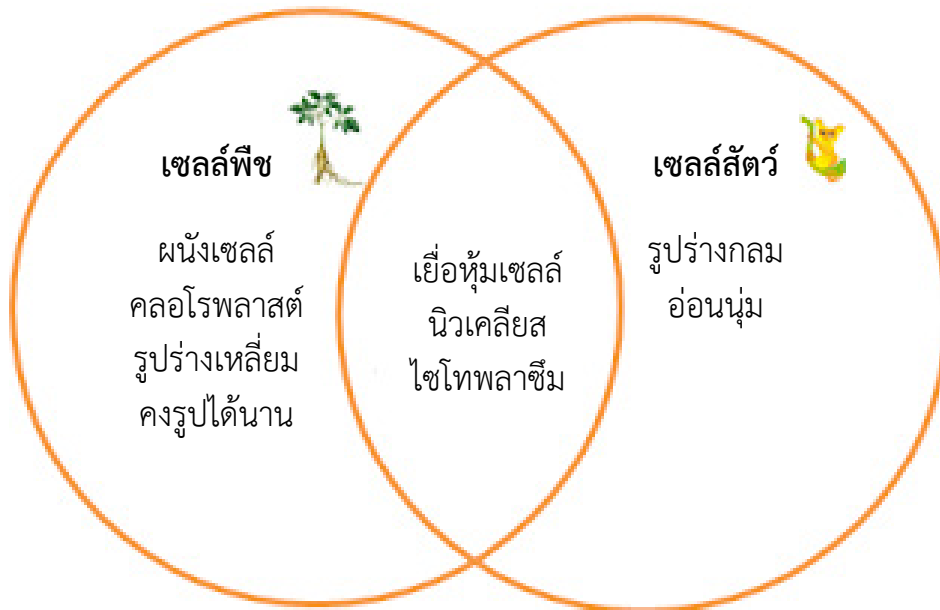 เซลล์พืช
ผนังเซลล์
คลอโรพลาสต์
รูปร่างเหลี่ยม
คงรูปได้นาน
เยื่อหุ้มเซลล์
นิวเคลียส
ไซโทพลาซึม
เซลล์สัตว์
รูปร่างกลม
อ่อนนุ่ม